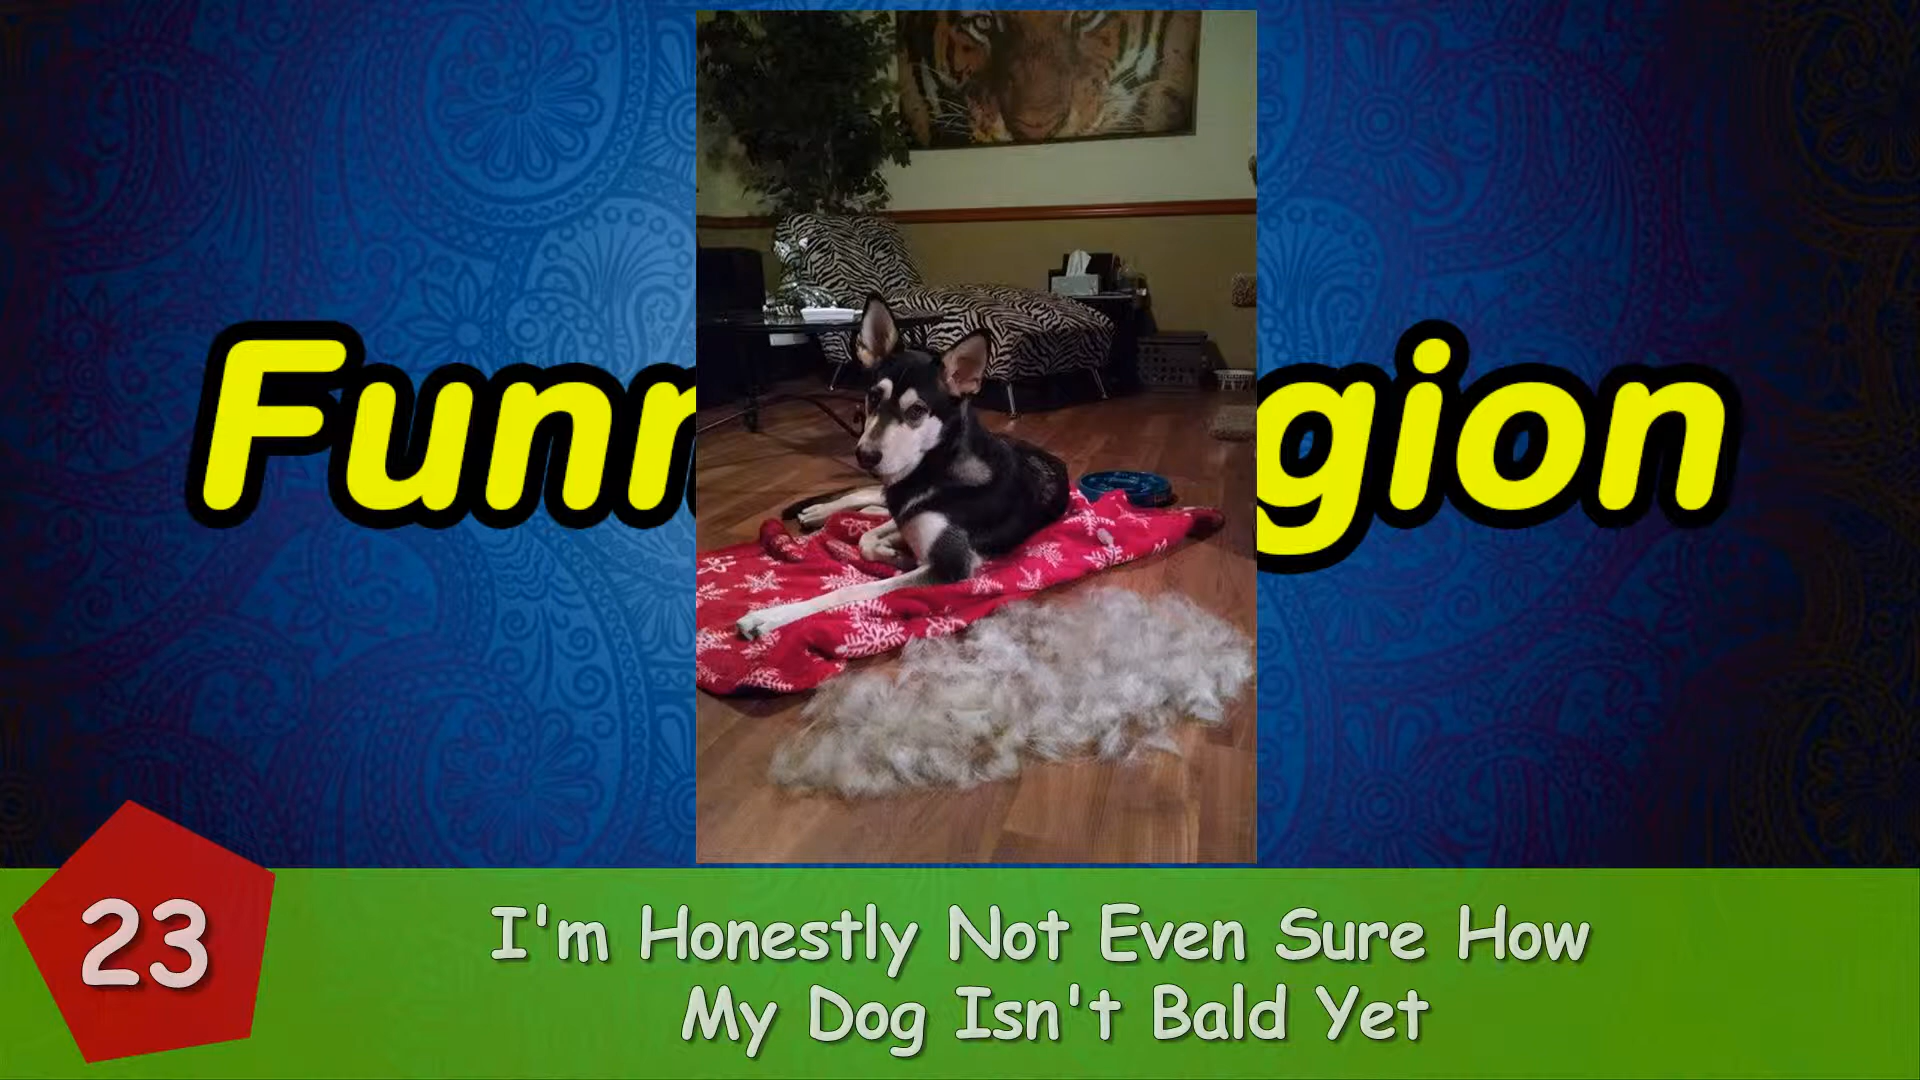 Funn
gion
23
I'm Honestly Not Even Sure How
My Dog Isn't Bald Yet